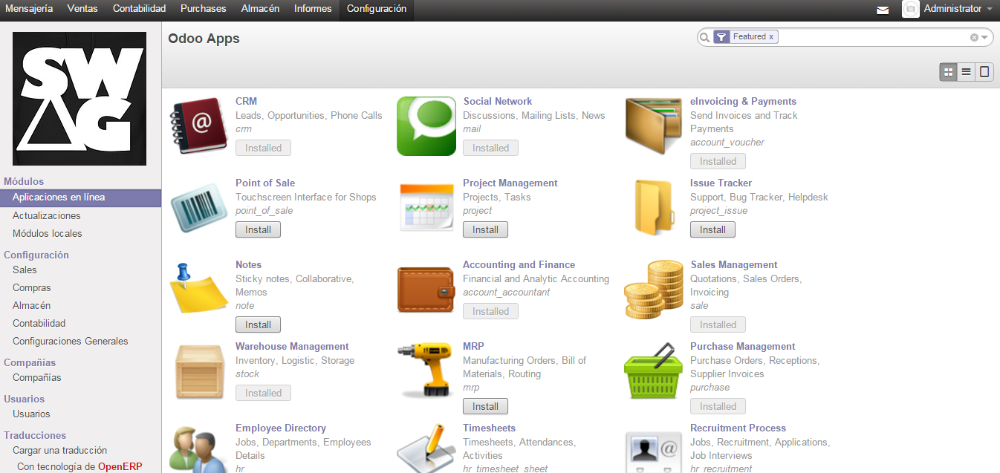 Mensajería Ventas Contabilidad Purchases Almacén Informes Configuración Administrator
SWAG
Módulos
Aplicaciones en línea
Actualizaciones
Módulos locales
Configuración
Sales
Compras
Almacén
Contabilidad
Configuraciones Generales
Compañías
Compañías
Usuarios
Usuarios
Traducciones
Cargar una traducción
Con tecnología de OpenERP
Odoo Apps
Featured x
CRM
Leads, Opportunities, Phone Calls
crm
Installed
Social Network
Discussions, Mailing Lists, News
mail
Installed
eInvoicing & Payments
Send Invoices and Track
Payments
account_voucher
Installed
Point of Sale
Touchscreen Interface for Shops
point_of_sale
Install
Project Management
Projects, Tasks
project
Install
Issue Tracker
Support, Bug Tracker, Helpdesk
project_issue
Install
Notes
Sticky notes, Collaborative,
Memos
note
Install
Accounting and Finance
Financial and Analytic Accounting
account_accountant
Installed
Sales Management
Quotations, Sales Orders,
Invoicing
sale
Installed
Warehouse Management
Inventory, Logistic, Storage
stock
Installed
MRP
Manufacturing Orders, Bill of
Materials, Routing
mrp
Install
Purchase Management
Purchase Orders, Receptions,
Supplier Invoices
purchase
Installed
Employee Directory
Jobs, Departments, Employees
Details
hr
Timesheets
Timesheets, Attendances,
Activities
hr_timesheet_sheet
Recruitment Process
Jobs, Recruitment, Applications,
Job Interviews
hr_recruitment